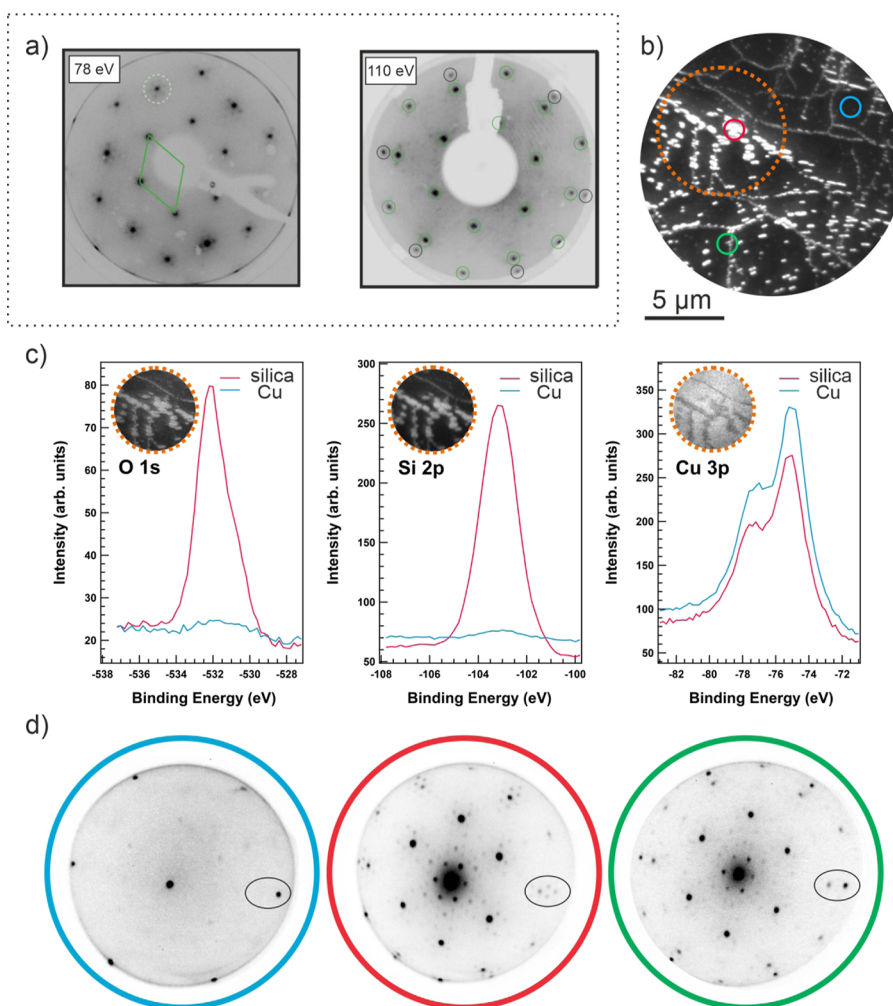 a)
78 eV
110 eV
b)
5 µm
c)
Intensity (arb. units)
80
70
60
50
40
30
20
silica
Cu
O 1s
-538
-536
-534
-532
-530
-528
Binding Energy (eV)
Intensity (arb. units)
300
250
200
150
100
50
silica
Cu
Si 2p
-108
-106
-104
-102
-100
Binding Energy (eV)
Intensity (arb. units)
350
300
250
200
150
100
50
silica
Cu
Cu 3p
-82
-80
-78
-76
-74
-72
Binding Energy (eV)
d)